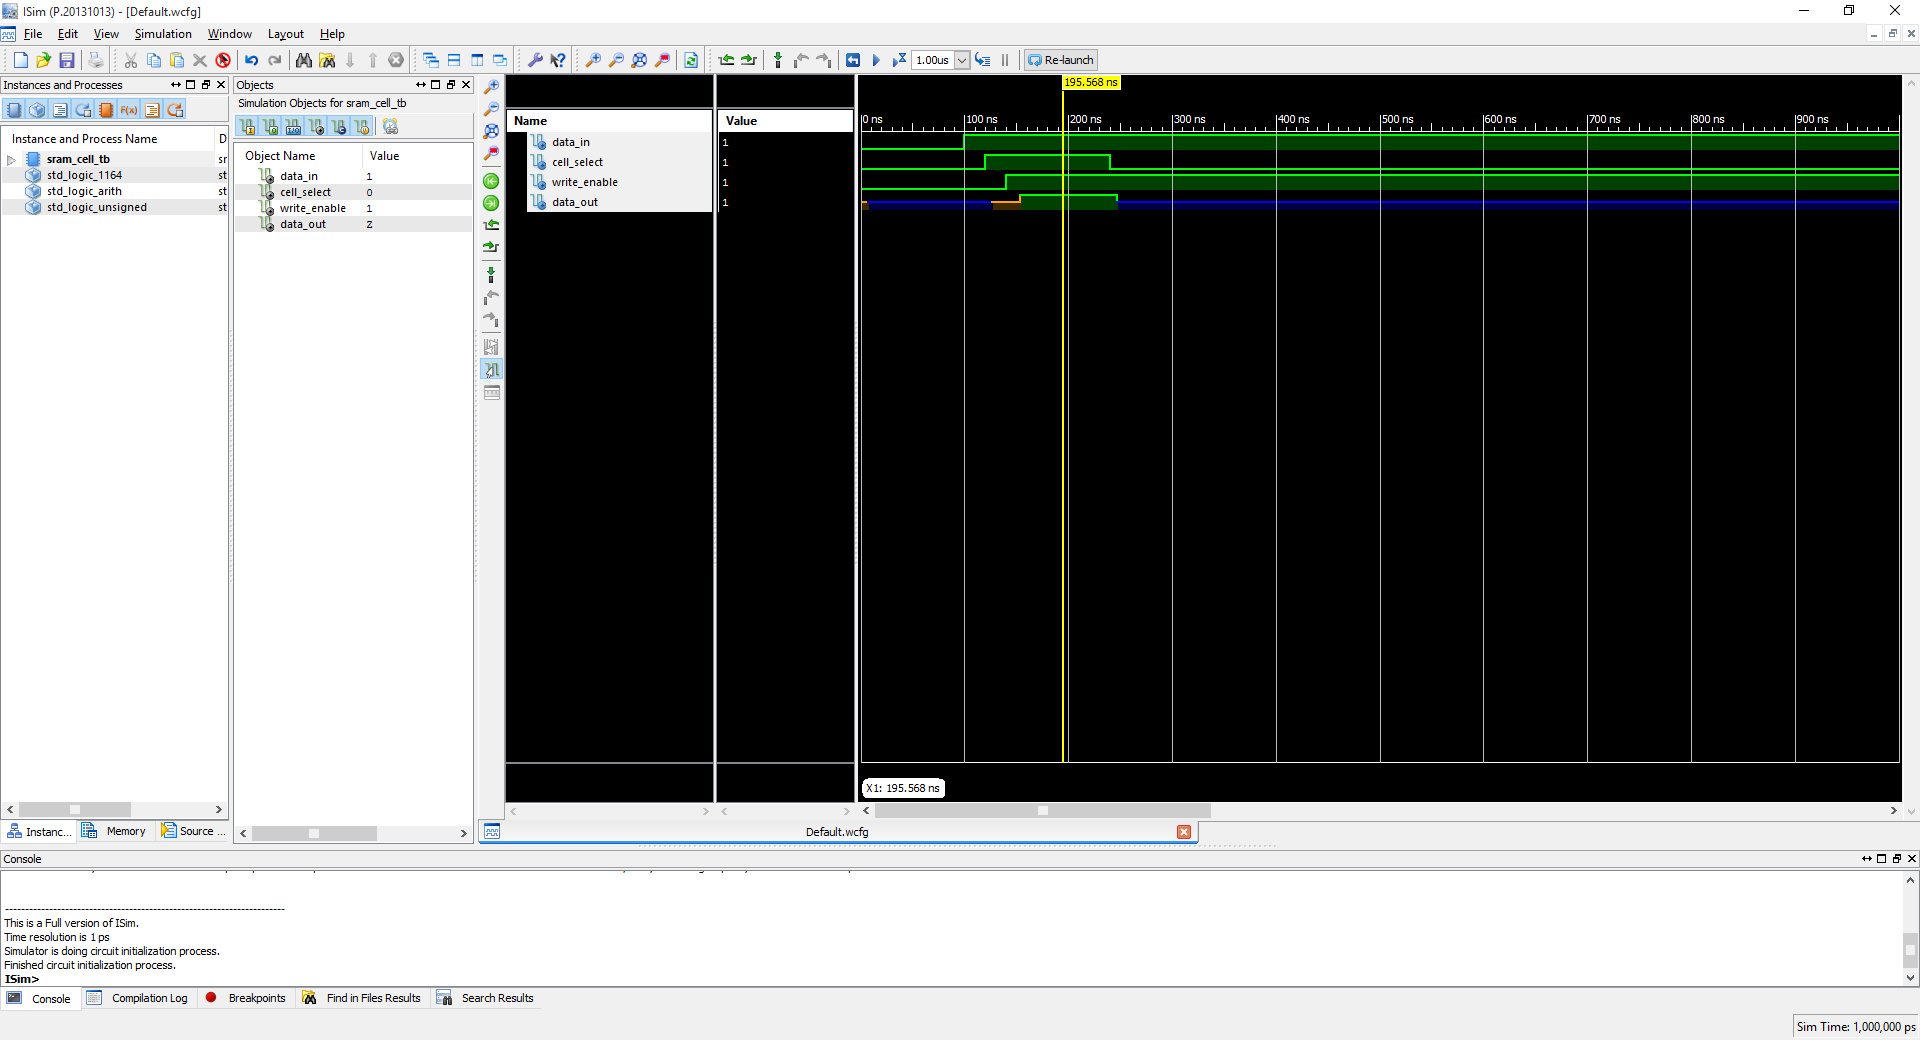 ISim (P.20131013) - [Default.wcfg]
File Edit View Simulation Window Layout Help
1.00us Re-launch
Instances and Processes
Instance and Process Name D
sram_cell_tb sr
std_logic_1164 st
std_logic_arith st
std_logic_unsigned st
Instanc... Memory Source ...
Objects
Simulation Objects for sram_cell_tb
Object Name Value
data_in 1
cell_select 0
write_enable 1
data_out Z
Name Value
data_in 1
cell_select 1
write_enable 1
data_out 1
195.568 ns
0 ns 100 ns 200 ns 300 ns 400 ns 500 ns 600 ns 700 ns 800 ns 900 ns
X1: 195.568 ns
Default.wcfg
Console
--------------------------------------------------------------------
This is a Full version of ISim.
Time resolution is 1 ps
Simulator is doing circuit initialization process.
Finished circuit initialization process.
ISim>
Console Compilation Log Breakpoints Find in Files Results Search Results
Sim Time: 1,000,000 ps